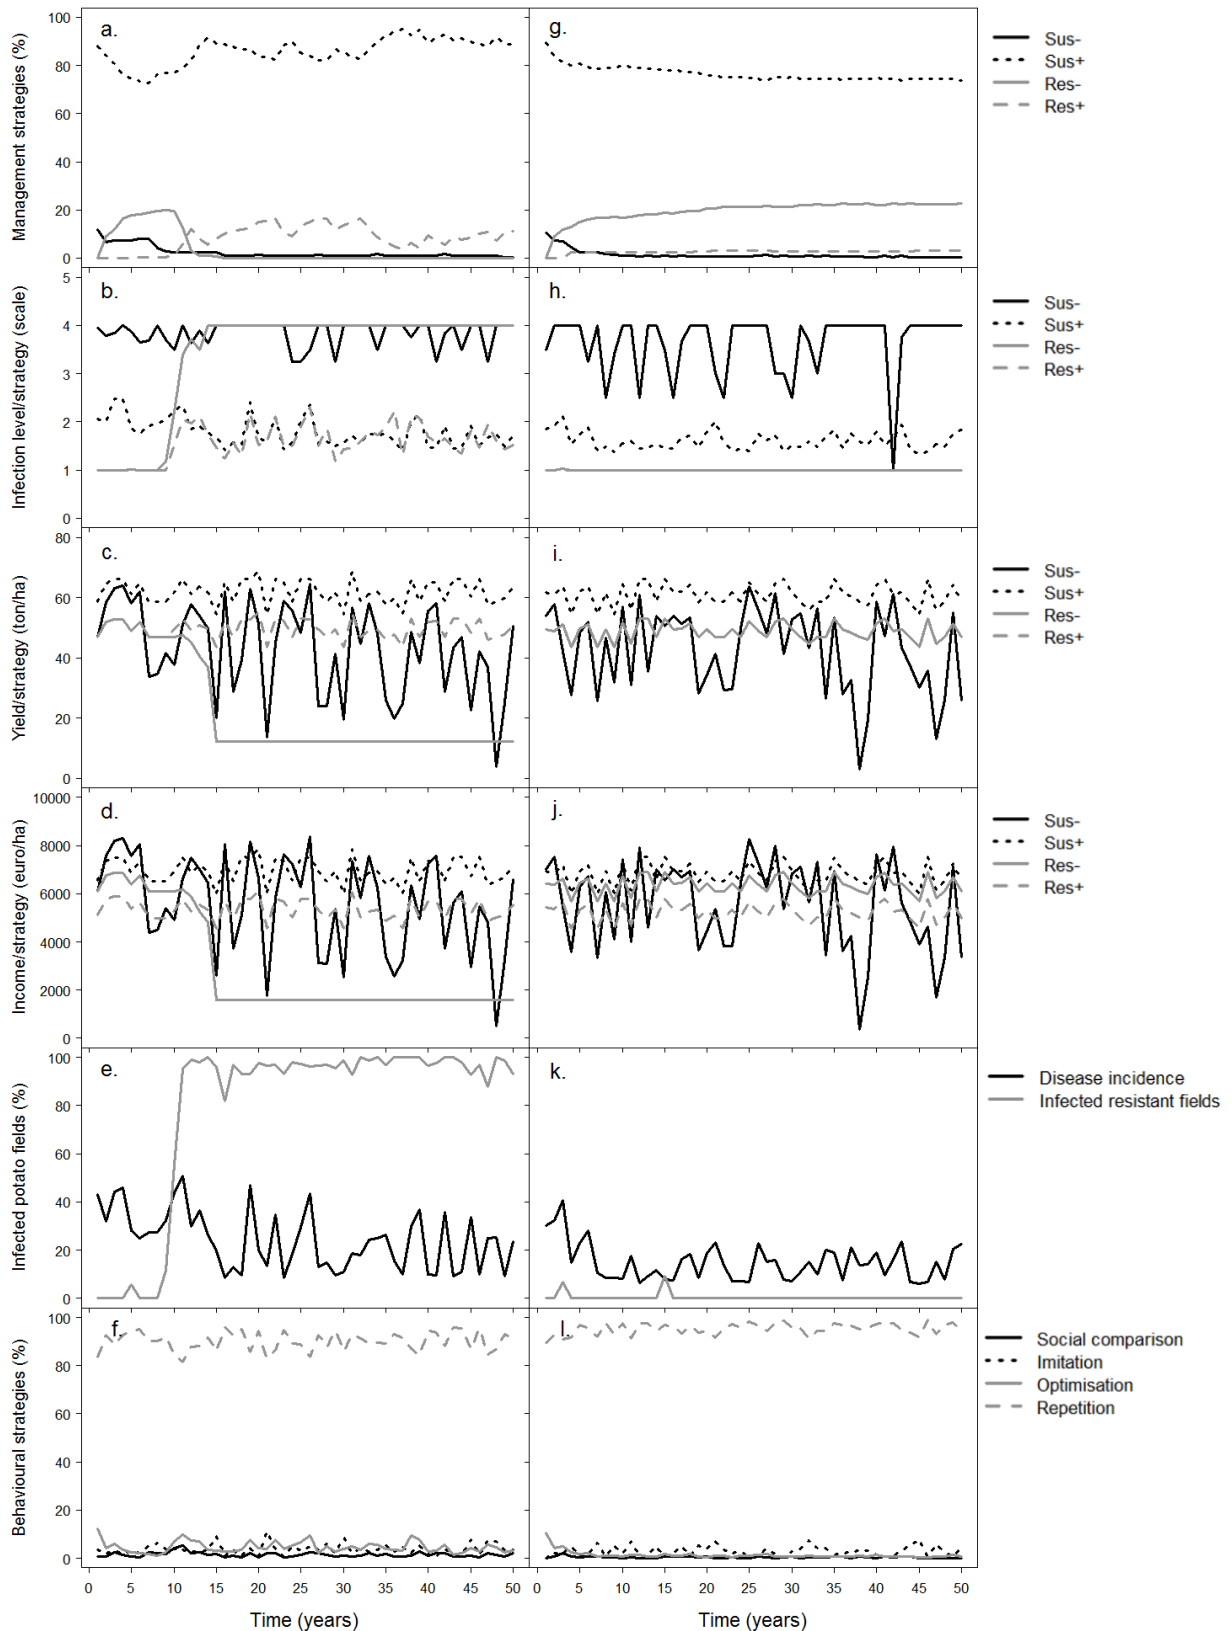 a.
g.
Management strategies (%)
100
80
60
40
20
0
Sus-
Sus+
Res-
Res+
b.
h.
Infection level/strategy (scale)
5
4
3
2
1
0
Sus-
Sus+
Res-
Res+
c.
i.
Yield/strategy (ton/ha)
80
60
40
20
0
Sus-
Sus+
Res-
Res+
d.
j.
Income/strategy (euro/ha)
10000
8000
6000
4000
2000
0
Sus-
Sus+
Res-
Res+
e.
k.
Infected potato fields (%)
100
80
60
40
20
0
Disease incidence
Infected resistant fields
f.
l.
Behavioural strategies (%)
100
80
60
40
20
0
Social comparison
Imitation
Optimisation
Repetition
0 5 10 15 20 25 30 35 40 45 50 0 5 10 15 20 25 30 35 40 45 50
Time (years) Time (years)